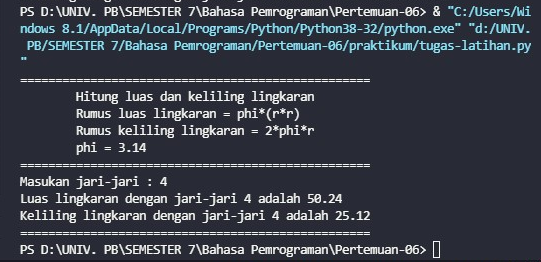 PS D:\UNIV. PB\SEMESTER 7\Bahasa Pemrograman\Pertemuan-06> & "C:/Users/Wi
ndows 8.1/AppData/Local/Programs/Python/Python38-32/python.exe" "d:/UNIV.
 PB/SEMESTER 7/Bahasa Pemrograman/Pertemuan-06/praktikum/tugas-latihan.py
"
==================================================
        Hitung luas dan keliling lingkaran
        Rumus luas lingkaran = phi*(r*r)
        Rumus keliling lingkaran = 2*phi*r
        phi = 3.14
==================================================
Masukan jari-jari : 4
Luas lingkaran dengan jari-jari 4 adalah 50.24
Keliling lingkaran dengan jari-jari 4 adalah 25.12
==================================================
PS D:\UNIV. PB\SEMESTER 7\Bahasa Pemrograman\Pertemuan-06>